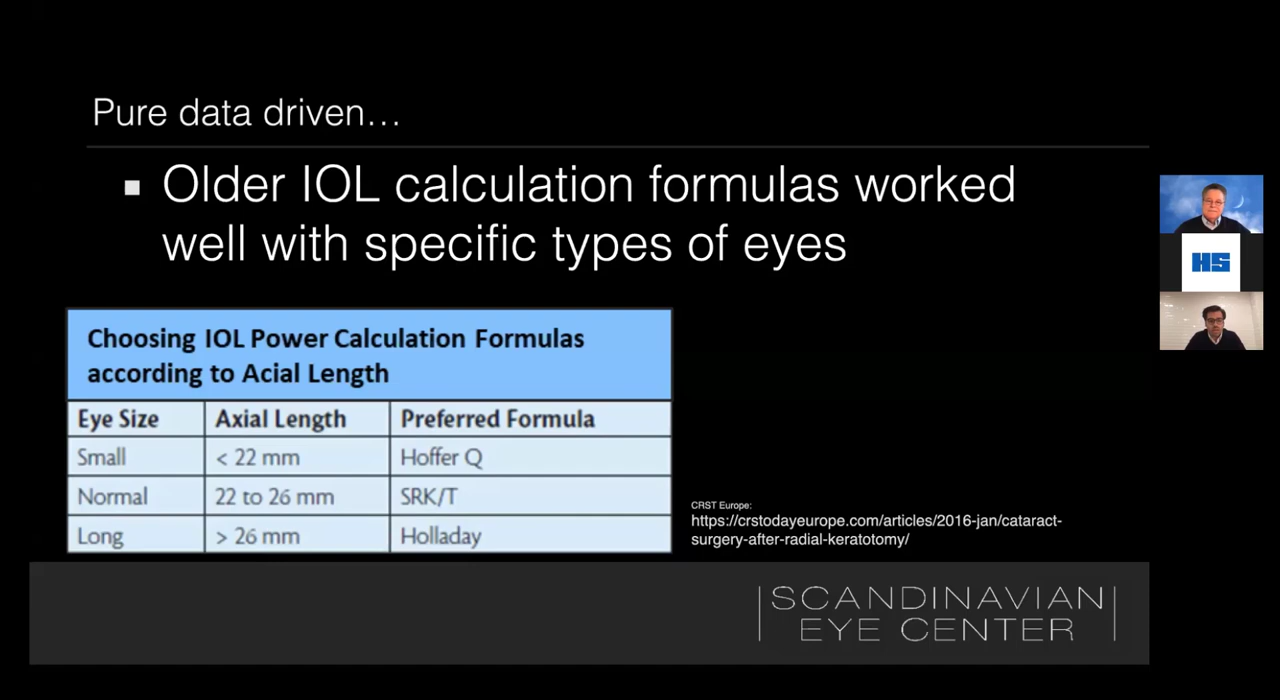 Pure data driven…
▪ Older IOL calculation formulas worked
well with specific types of eyes
Choosing IOL Power Calculation Formulas
according to Acial Length
Eye Size Axial Length Preferred Formula
Small < 22 mm Hoffer Q
Normal 22 to 26 mm SRK/T
Long > 26 mm Holladay
CRST Europe:
https://crstodayeurope.com/articles/2016-jan/cataract-
surgery-after-radial-keratotomy/
SCANDINAVIAN
EYE CENTER
HS